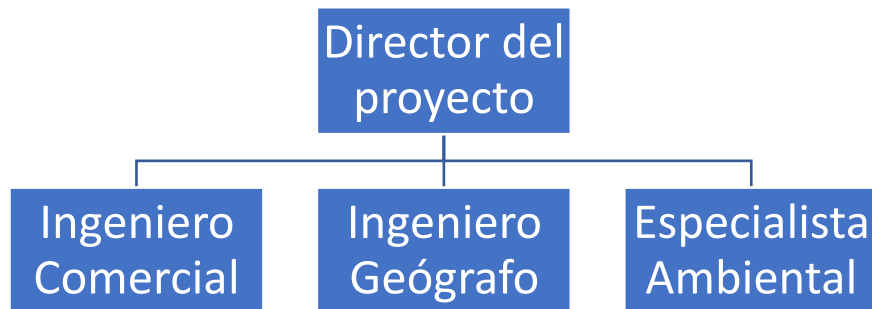 Director del
proyecto
Ingeniero
Comercial
Ingeniero
Geógrafo
Especialista
Ambiental